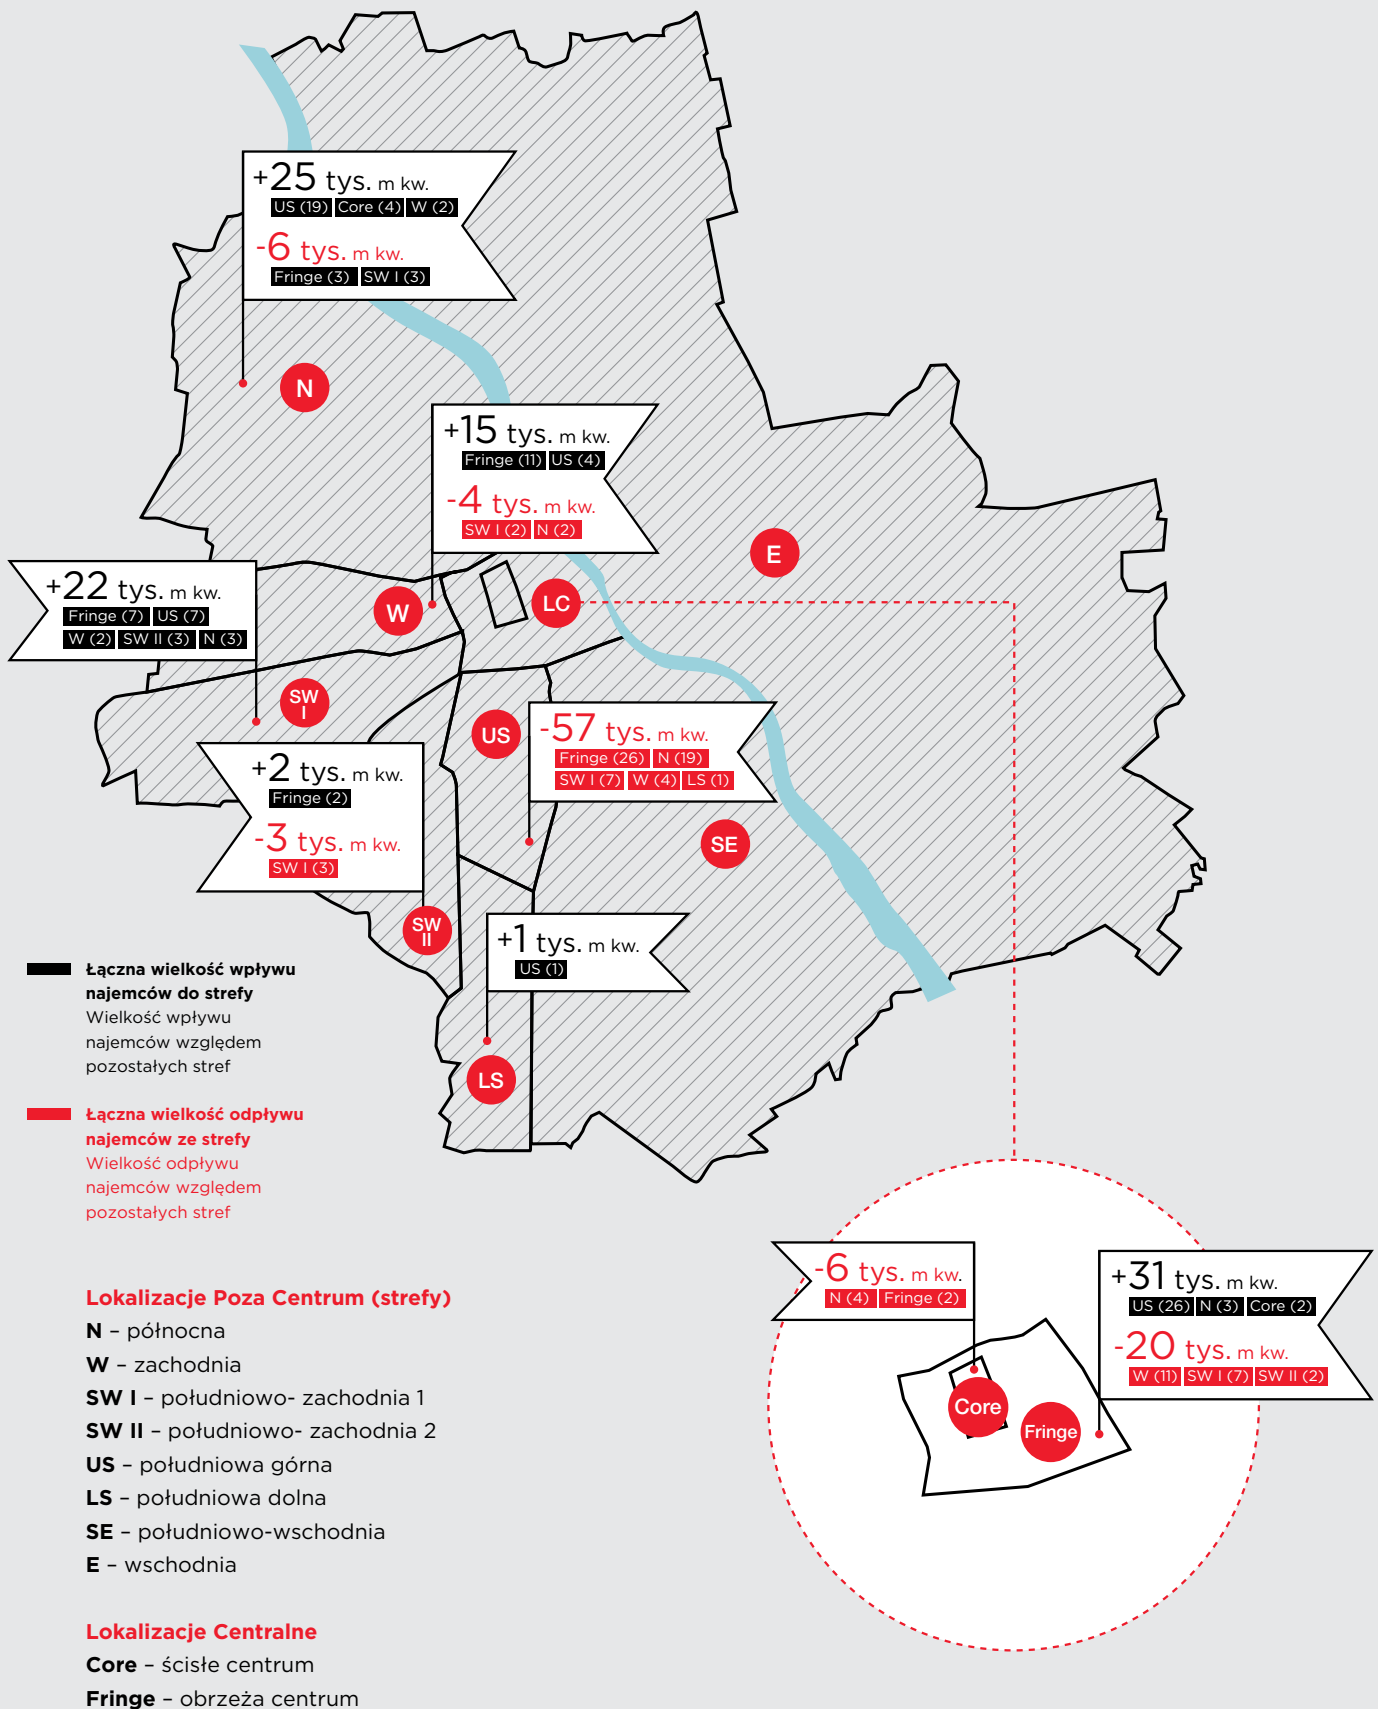 +25 tys. m kw.
US (19) Core (4) W (2)
-6 tys. m kw.
Fringe (3) SW I (3)
N
+15 tys. m kw.
Fringe (11) US (4)
-4 tys. m kw.
SW I (2) N (2)
E
+22 tys. m kw.
Fringe (7) US (7)
W (2) SW II (3) N (3)
W
LC
SW
I
US
-57 tys. m kw.
Fringe (26) N (19)
SW I (7) W (4) LS (1)
+2 tys. m kw.
Fringe (2)
-3 tys. m kw.
SW I (3)
SE
SW
II
+1 tys. m kw.
US (1)
LS
Łączna wielkość wpływu
najemców do strefy
Wielkość wpływu
najemców względem
pozostałych stref
Łączna wielkość odpływu
najemców ze strefy
Wielkość odpływu
najemców względem
pozostałych stref
-6 tys. m kw.
N (4) Fringe (2)
+31 tys. m kw.
US (26) N (3) Core (2)
-20 tys. m kw.
W (11) SW I (7) SW II (2)
Core
Fringe
Lokalizacje Poza Centrum (strefy)
N – północna
W – zachodnia
SW I – południowo- zachodnia 1
SW II – południowo- zachodnia 2
US – południowa górna
LS – południowa dolna
SE – południowo-wschodnia
E – wschodnia
Lokalizacje Centralne
Core – ścisłe centrum
Fringe – obrzeża centrum